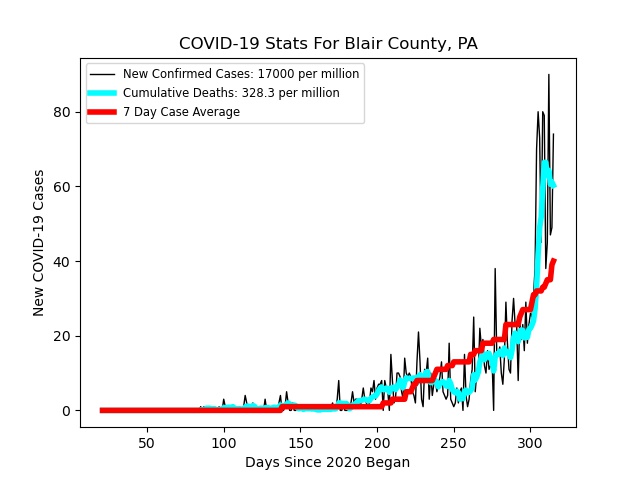 COVID-19 Stats For Blair County, PA
New Confirmed Cases: 17000 per million
Cumulative Deaths: 328.3 per million
7 Day Case Average
New COVID-19 Cases
80
60
40
20
0
50 100 150 200 250 300
Days Since 2020 Began